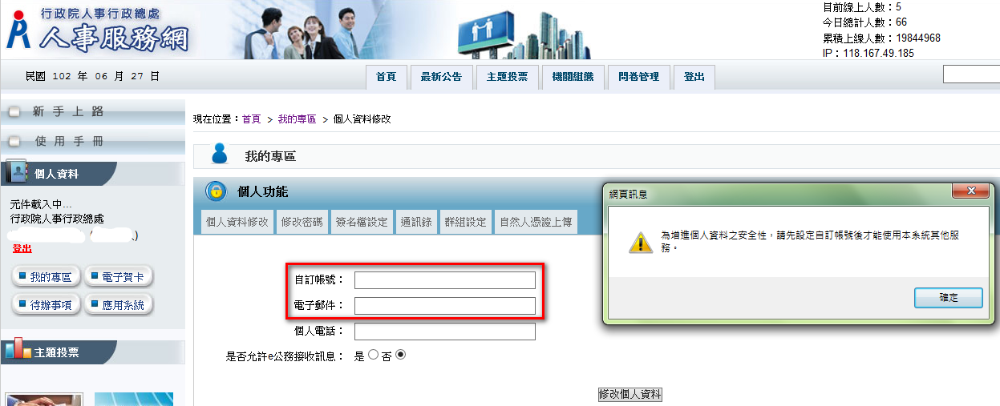 行政院人事行政總處
人事服務網
目前線上人數：5
今日總計人數：66
累積上線人數：19844968
IP：118.167.49.185
民國 102 年 06 月 27 日
首頁
最新公告
主題投票
機關組織
問卷管理
登出
新手上路
使用手冊
個人資料
元件載入中...
行政院人事行政總處
登出
我的專區
電子賀卡
待辦事項
應用系統
主題投票
現在位置：首頁 > 我的專區 > 個人資料修改
我的專區
個人功能
個人資料修改
修改密碼
簽名檔設定
通訊錄
群組設定
自然人憑證上傳
自訂帳號：
電子郵件：
個人電話：
是否允許e公務接收訊息： 是 否
修改個人資料
網頁訊息
為增進個人資料之安全性，請先設定自訂帳號後才能使用本系統其他服
務。
確定